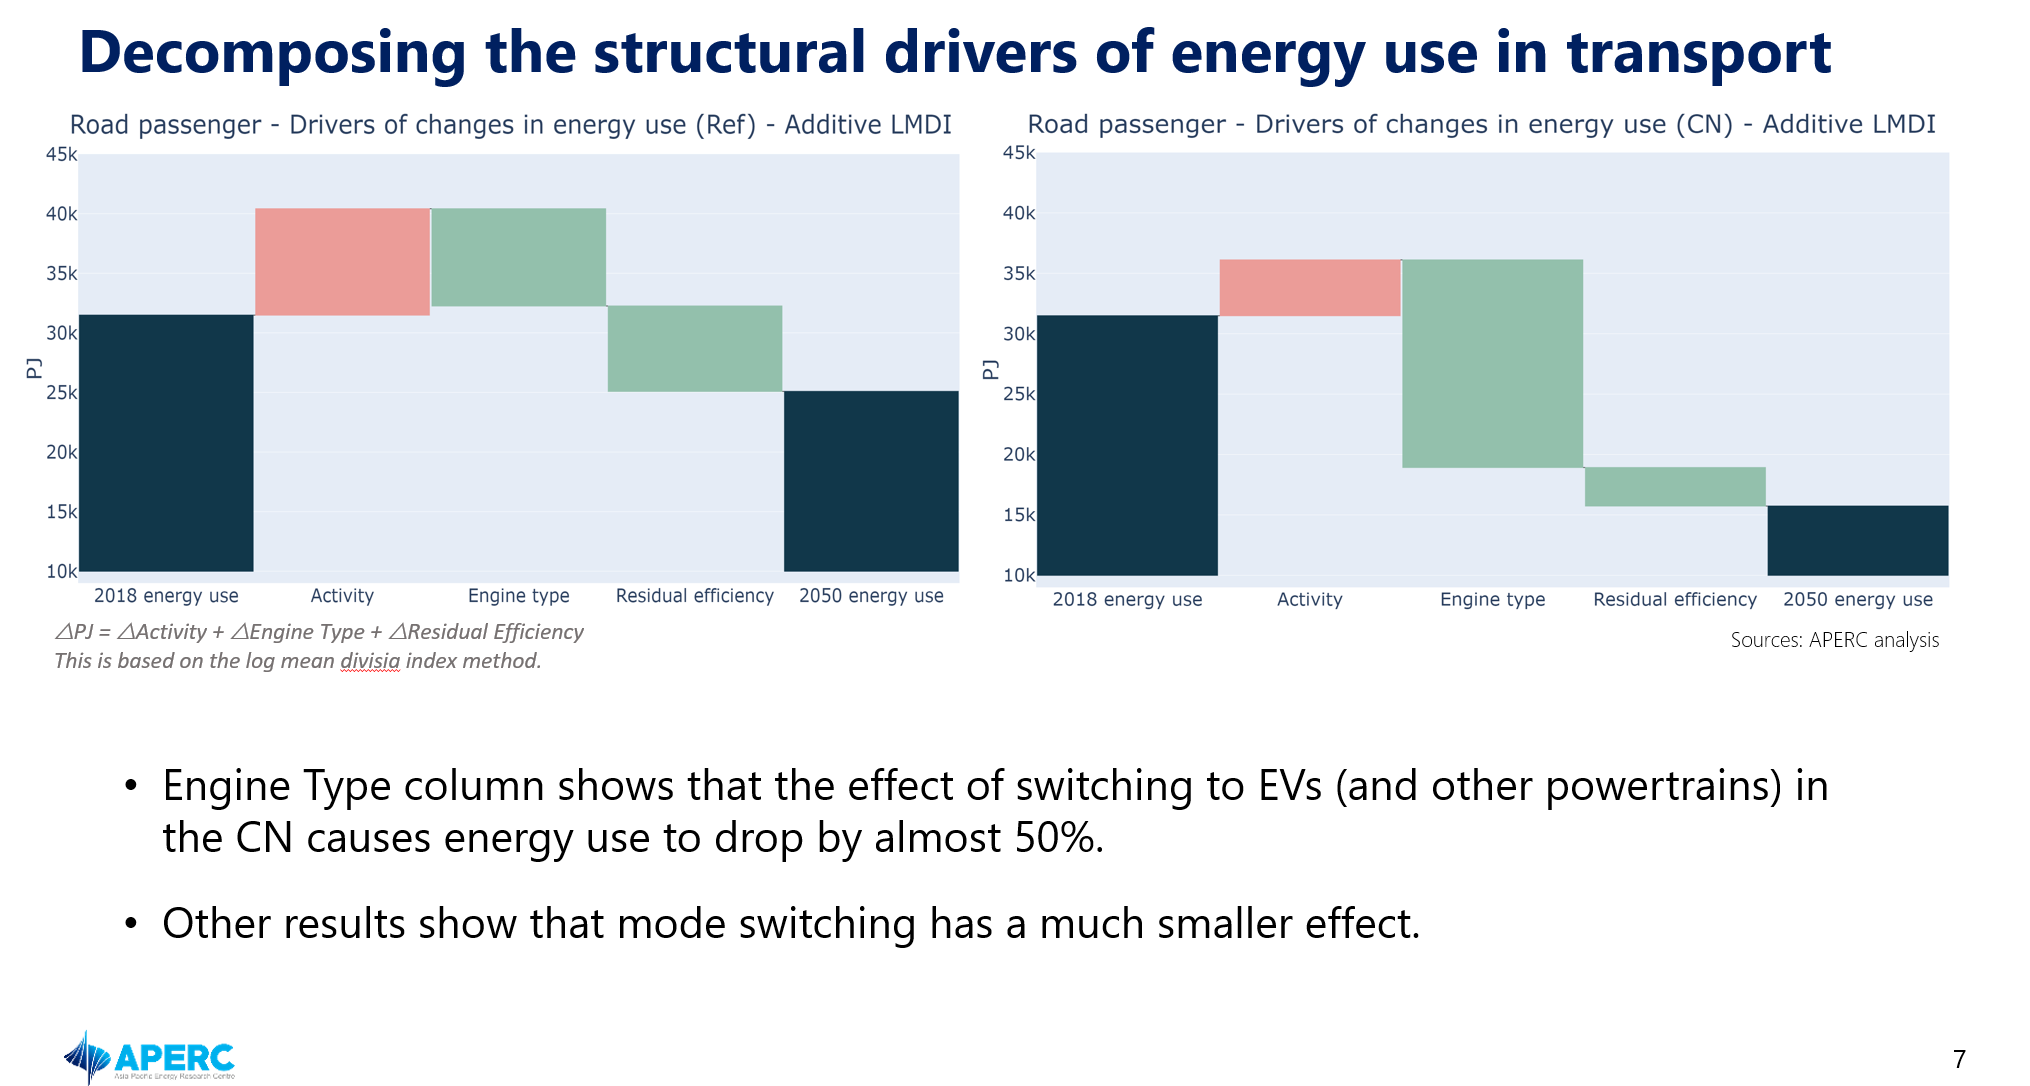 Decomposing the structural drivers of energy use in transport
Road passenger - Drivers of changes in energy use (Ref) - Additive LMDI
45k
40k
35k
30k
25k
20k
15k
10k
PJ
2018 energy use
Activity
Engine type
Residual efficiency
2050 energy use
Road passenger - Drivers of changes in energy use (CN) - Additive LMDI
45k
40k
35k
30k
25k
20k
15k
10k
PJ
2018 energy use
Activity
Engine type
Residual efficiency
2050 energy use
△PJ = △Activity + △Engine Type + △Residual Efficiency
This is based on the log mean divisia index method.
Sources: APERC analysis
• Engine Type column shows that the effect of switching to EVs (and other powertrains) in
the CN causes energy use to drop by almost 50%.
• Other results show that mode switching has a much smaller effect.
APERC
Asia Pacific Energy Research Centre
7